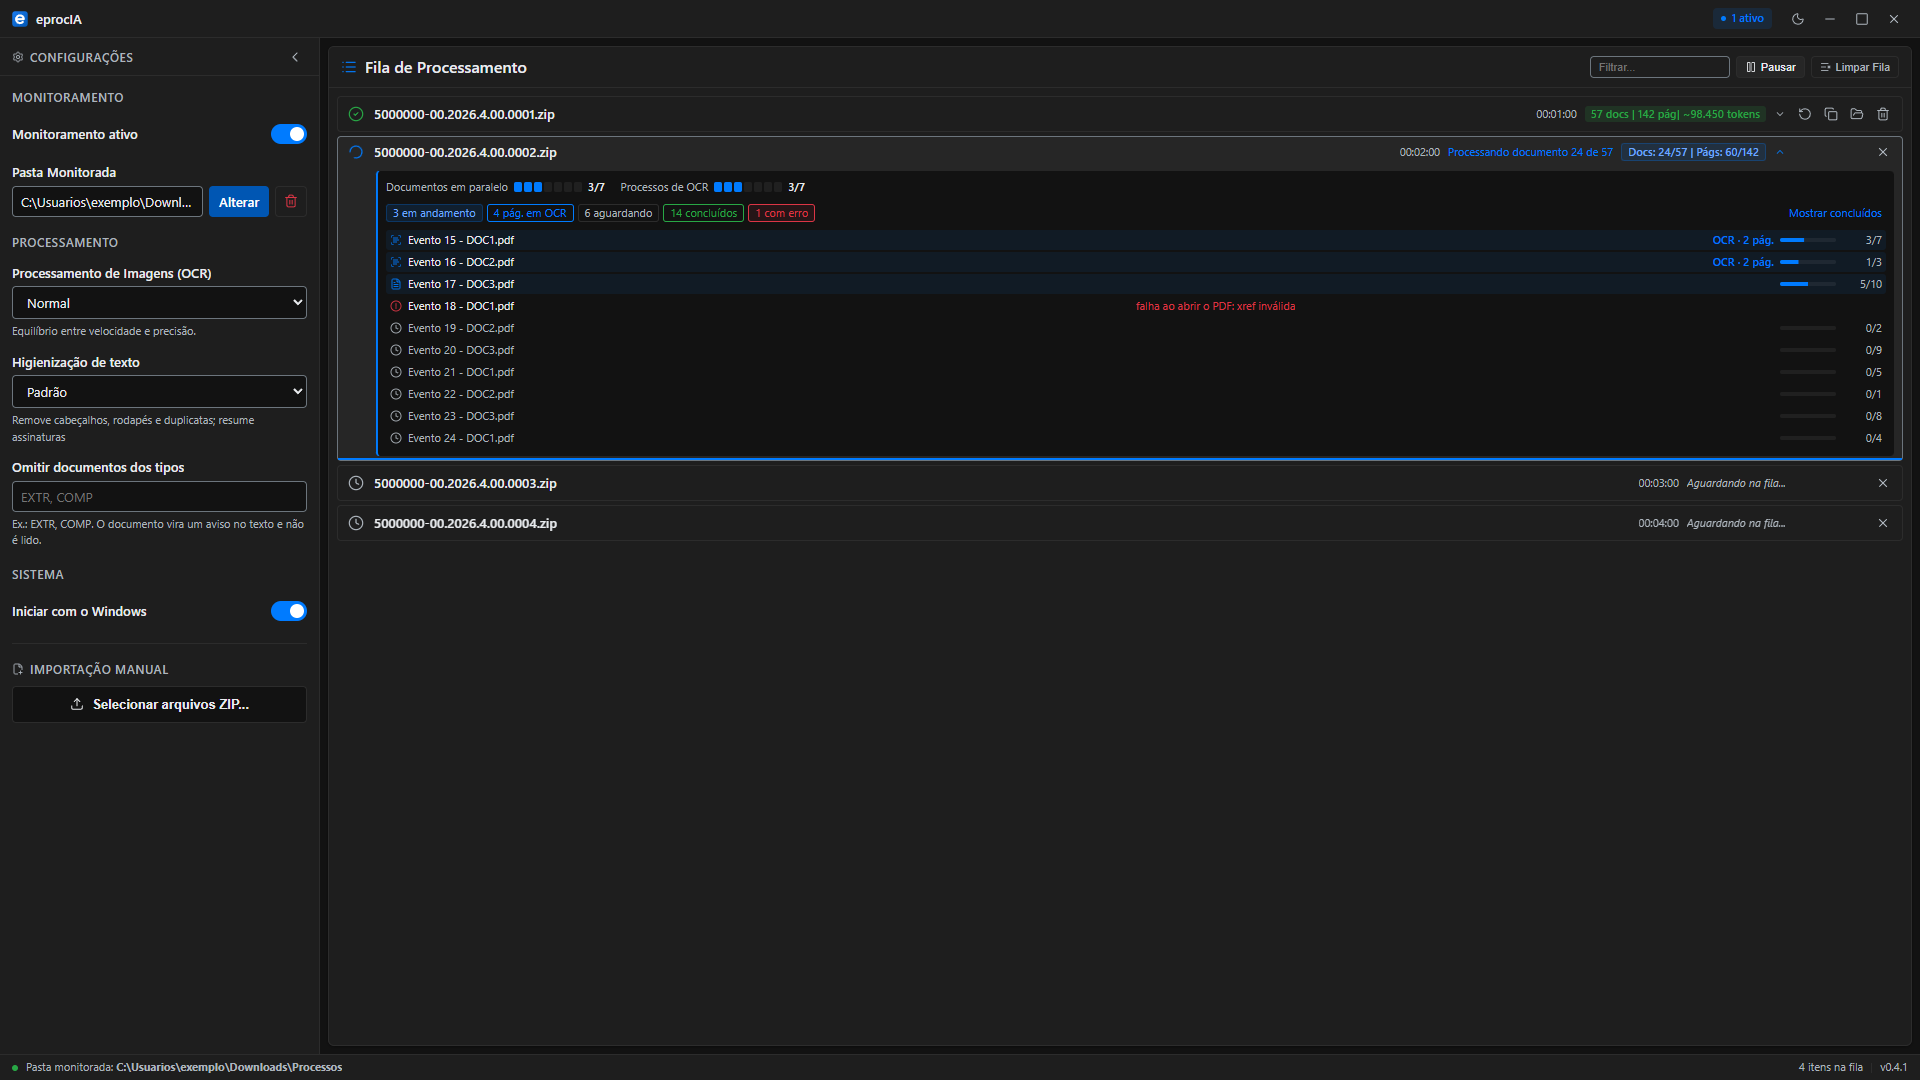 eprocIA
1 ativo
CONFIGURAÇÕES
MONITORAMENTO
Monitoramento ativo
Pasta Monitorada
C:\Usuarios\exemplo\Downl...
Alterar
PROCESSAMENTO
Processamento de Imagens (OCR)
Normal
Equilíbrio entre velocidade e precisão.
Higienização de texto
Padrão
Remove cabeçalhos, rodapés e duplicatas; resume
assinaturas
Omitir documentos dos tipos
EXTR, COMP
Ex.: EXTR, COMP. O documento vira um aviso no texto e não
é lido.
SISTEMA
Iniciar com o Windows
IMPORTAÇÃO MANUAL
Selecionar arquivos ZIP...
Fila de Processamento
Filtrar...
Pausar
Limpar Fila
5000000-00.2026.4.00.0001.zip
00:01:00
57 docs | 142 pág| ~98.450 tokens
5000000-00.2026.4.00.0002.zip
00:02:00
Processando documento 24 de 57
Docs: 24/57 | Págs: 60/142
Documentos em paralelo 3/7 Processos de OCR 3/7
3 em andamento 4 pág. em OCR 6 aguardando 14 concluídos 1 com erro
Mostrar concluídos
Evento 15 - DOC1.pdf OCR · 2 pág. 3/7
Evento 16 - DOC2.pdf OCR · 2 pág. 1/3
Evento 17 - DOC3.pdf 5/10
Evento 18 - DOC1.pdf falha ao abrir o PDF: xref inválida
Evento 19 - DOC2.pdf 0/2
Evento 20 - DOC3.pdf 0/9
Evento 21 - DOC1.pdf 0/5
Evento 22 - DOC2.pdf 0/1
Evento 23 - DOC3.pdf 0/8
Evento 24 - DOC1.pdf 0/4
5000000-00.2026.4.00.0003.zip 00:03:00 Aguardando na fila...
5000000-00.2026.4.00.0004.zip 00:04:00 Aguardando na fila...
Pasta monitorada: C:\Usuarios\exemplo\Downloads\Processos
4 itens na fila
v0.4.1